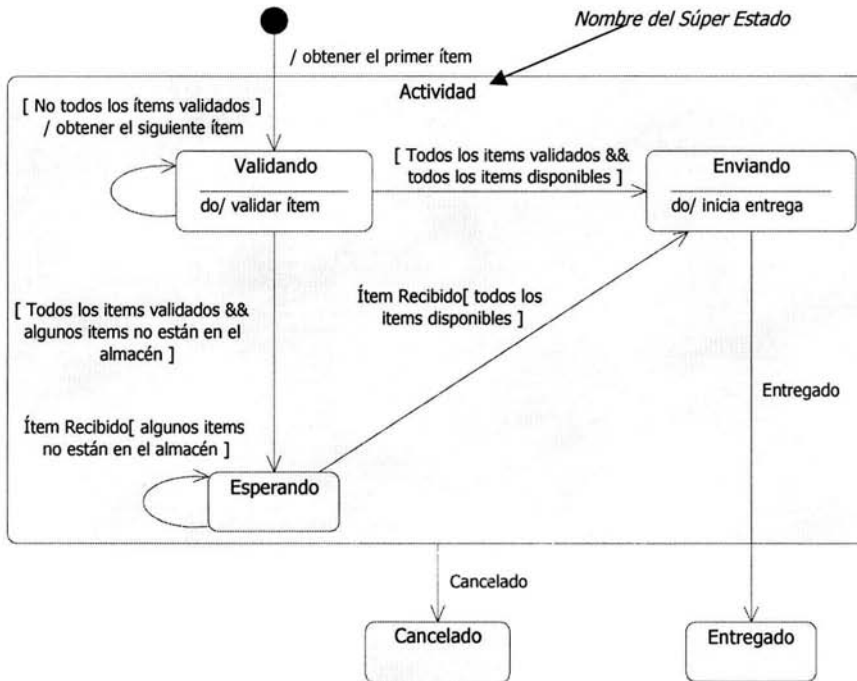 Nombre del Súper Estado
/ obtener el primer ítem
Actividad
[ No todos los ítems validados ]
/ obtener el siguiente ítem
Validando
do/ validar ítem
[ Todos los items validados &&
todos los items disponibles ]
Enviando
do/ inicia entrega
[ Todos los items validados &&
algunos items no están en el
almacén ]
Ítem Recibido[ todos los
items disponibles ]
Entregado
Ítem Recibido[ algunos items
no están en el almacén ]
Esperando
Cancelado
Cancelado
Entregado